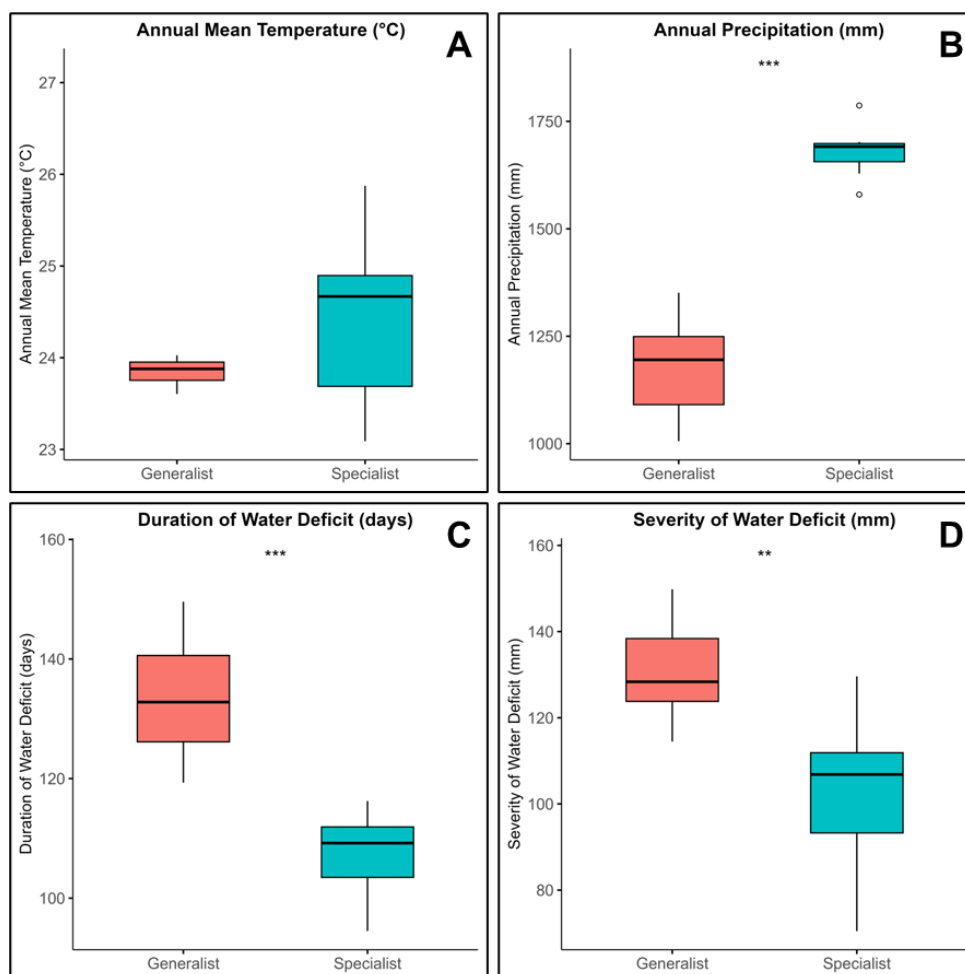 Annual Mean Temperature (°C)
A
Annual Mean Temperature (°C)
27
26
25
24
23
Generalist
Specialist
Annual Precipitation (mm)
B
***
Annual Precipitation (mm)
1750
1500
1250
1000
Generalist
Specialist
Duration of Water Deficit (days)
C
***
Duration of Water Deficit (days)
160
140
120
100
Generalist
Specialist
Severity of Water Deficit (mm)
D
**
Severity of Water Deficit (mm)
160
140
120
100
80
Generalist
Specialist